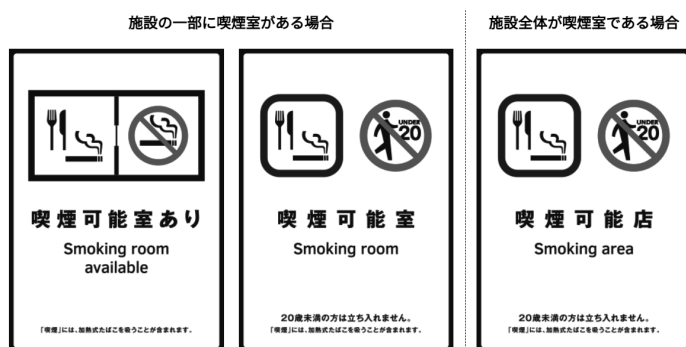 施設の一部に喫煙室がある場合
施設全体が喫煙室である場合
喫煙可能室あり
Smoking room
available
「喫煙」には、加熱式たばこを吸うことが含まれます。
UNDER
20
喫煙可能室
Smoking room
20歳未満の方は立ち入れません。
「喫煙」には、加熱式たばこを吸うことが含まれます。
UNDER
20
喫煙可能店
Smoking area
20歳未満の方は立ち入れません。
「喫煙」には、加熱式たばこを吸うことが含まれます。